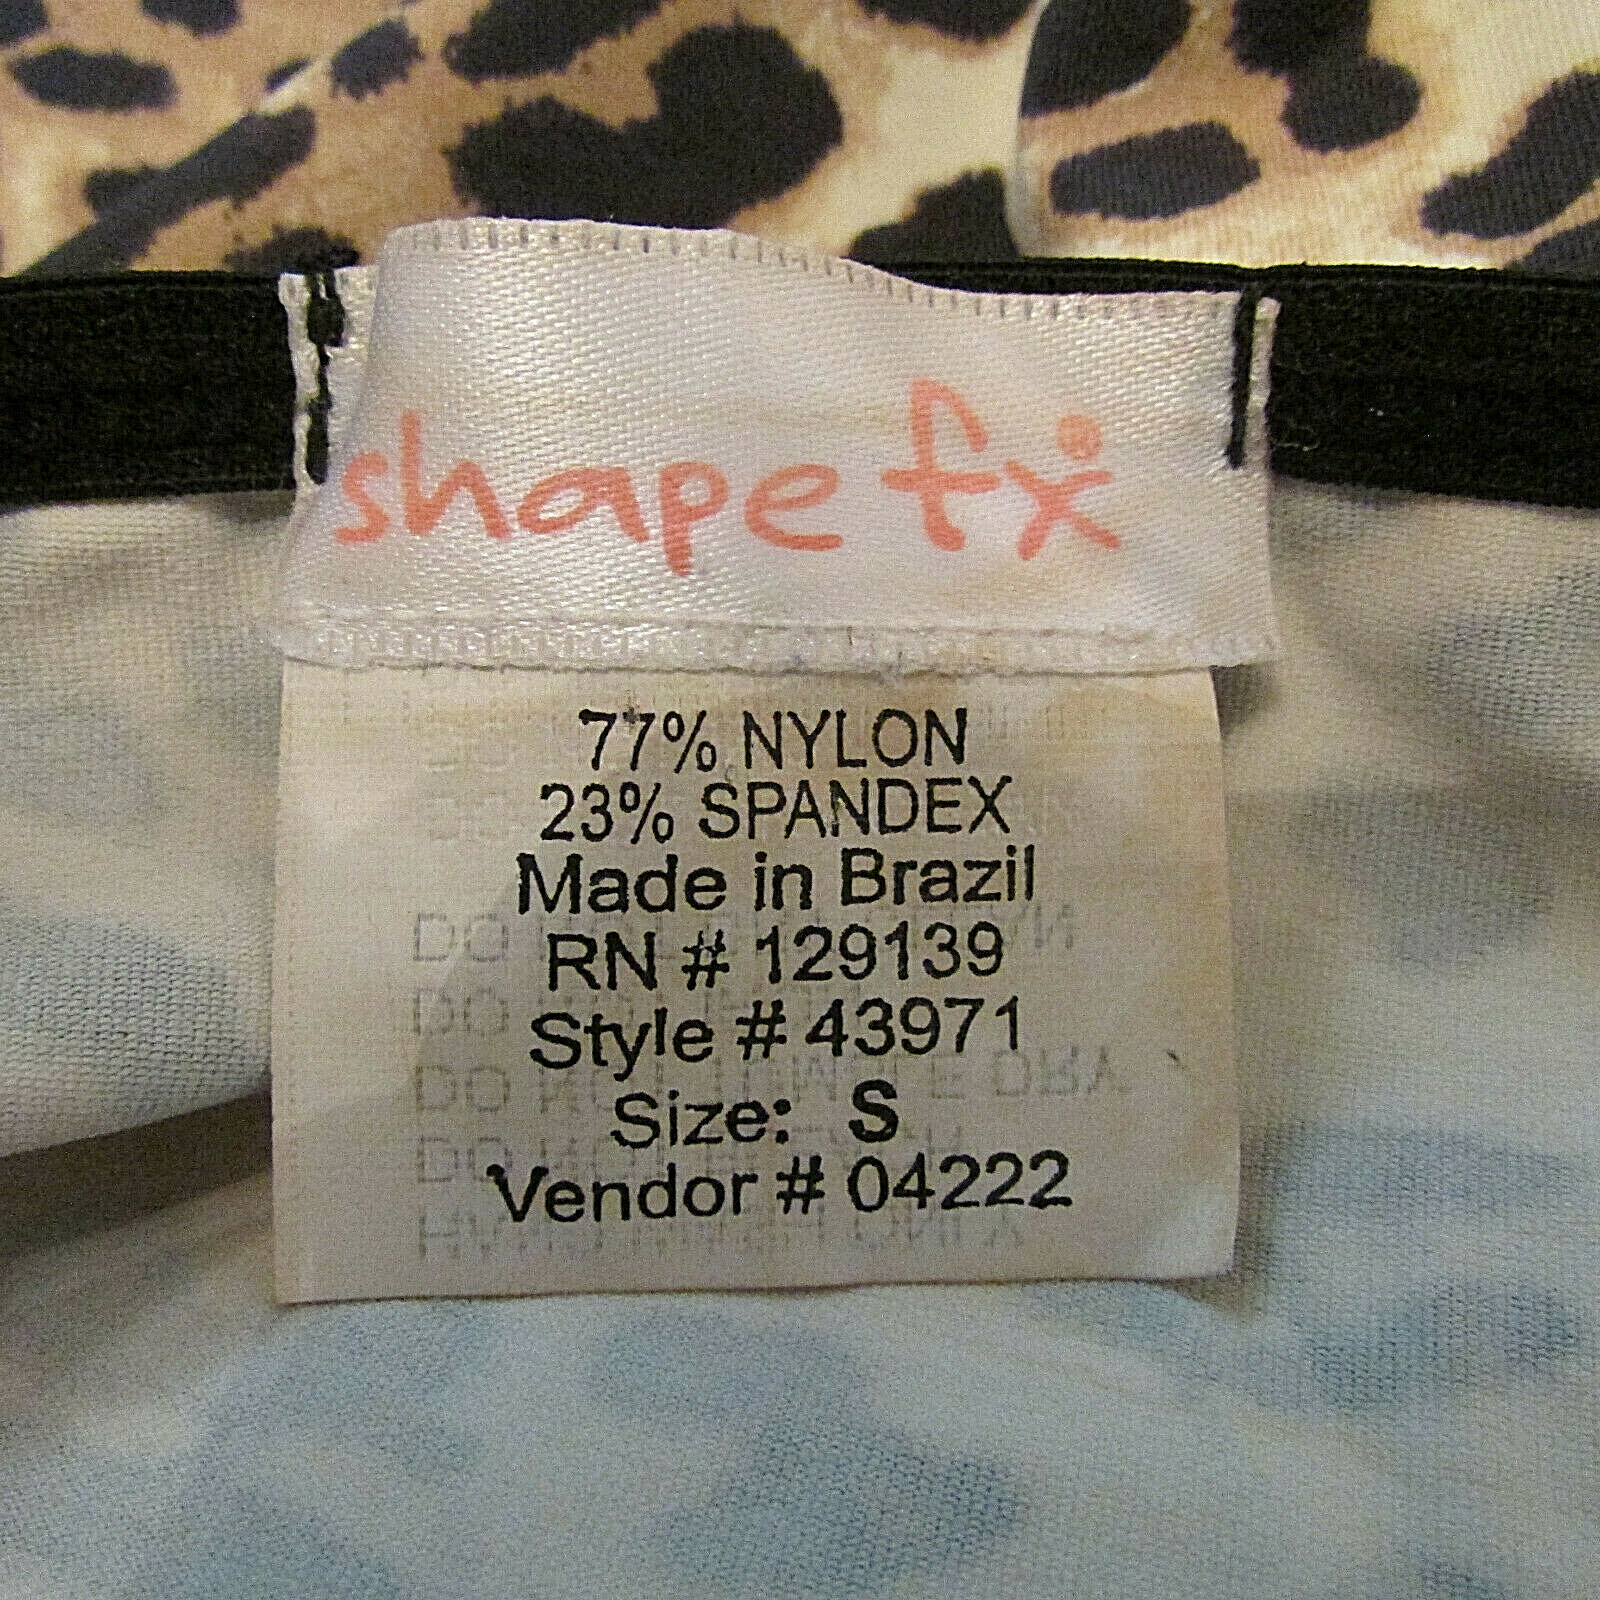 shape fx®
77% NYLON
23% SPANDEX
Made in Brazil
RN # 129139
Style # 43971
Size: S
Vendor # 04222